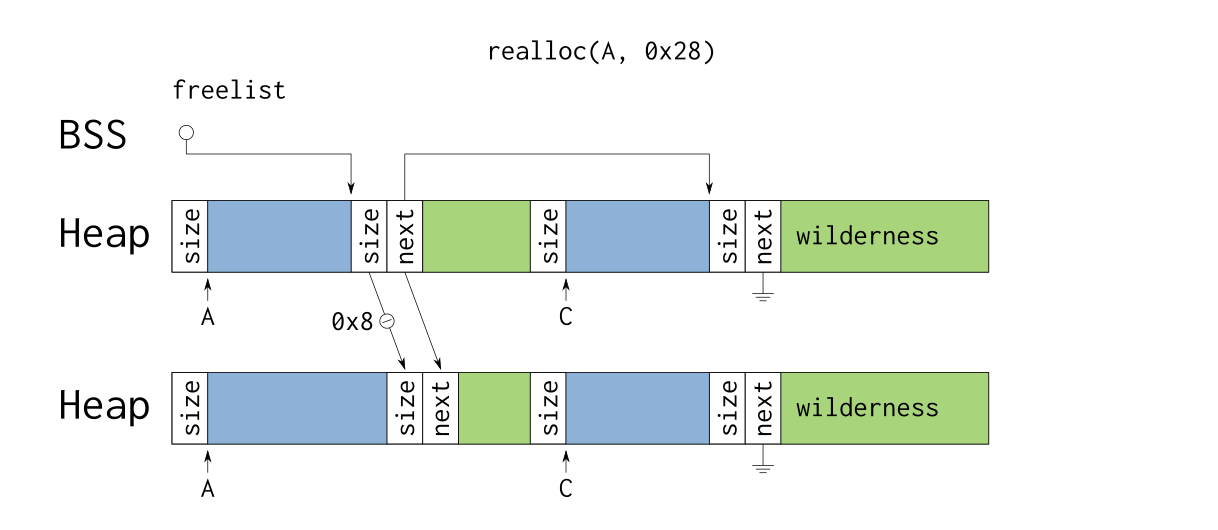 realloc(A, 0x28)
freelist
BSS
Heap size size next size size next wilderness
A C
0x8
Heap size size next size size next wilderness
A C